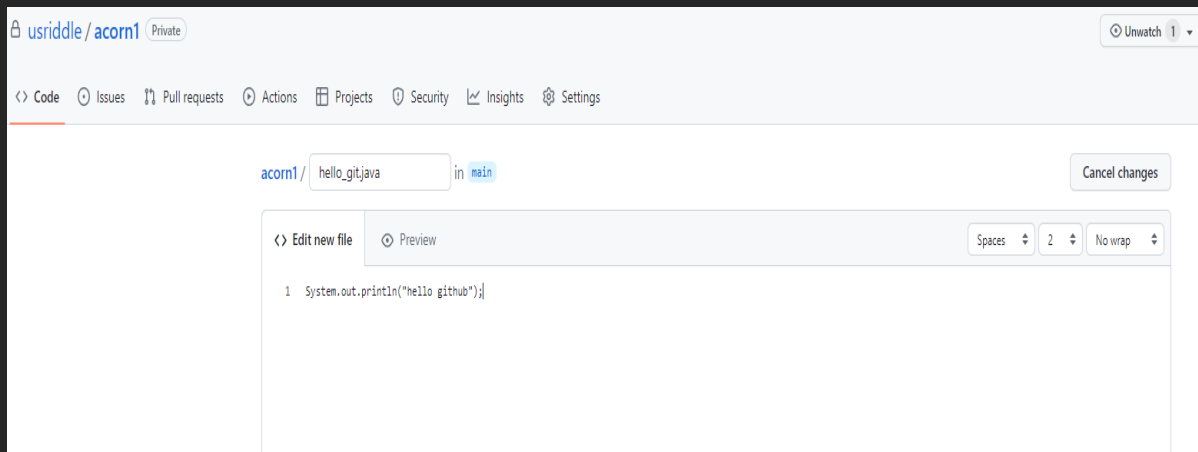 usriddle / acorn1 Private
Unwatch 1
Code Issues Pull requests Actions Projects Security Insights Settings
acorn1 / hello_git.java in main
Cancel changes
Edit new file Preview
Spaces 2 No wrap
1 System.out.println("hello github");